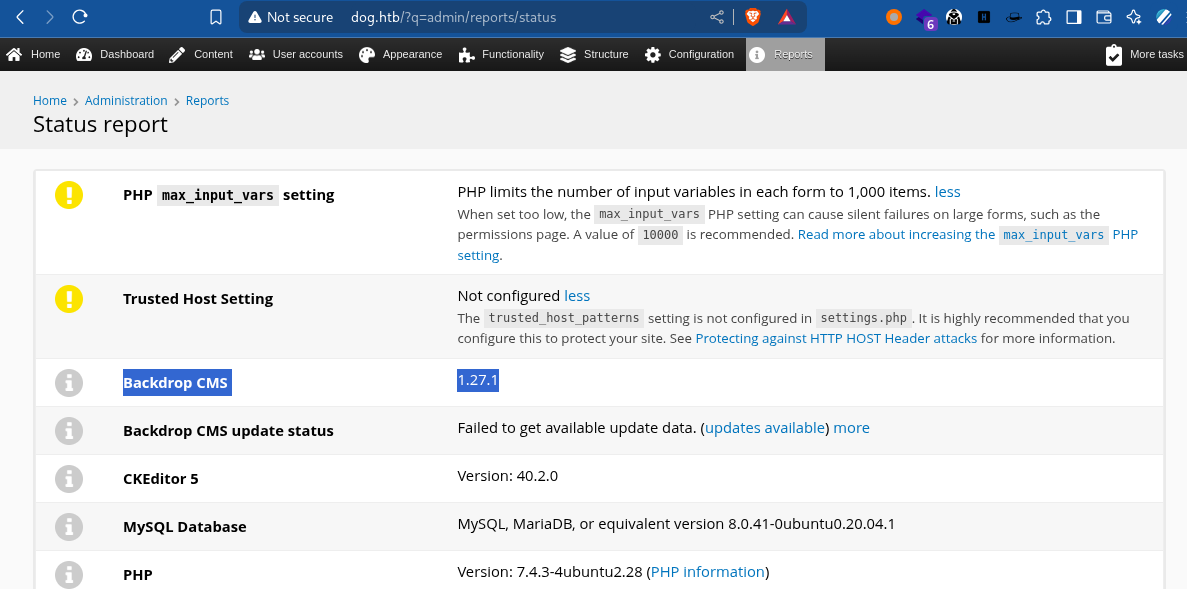 Not secure dog.htb/?q=admin/reports/status
6
Home Dashboard Content User accounts Appearance Functionality Structure Configuration Reports More tasks
Home › Administration › Reports
Status report
PHP max_input_vars setting
PHP limits the number of input variables in each form to 1,000 items. less
When set too low, the max_input_vars PHP setting can cause silent failures on large forms, such as the
permissions page. A value of 10000 is recommended. Read more about increasing the max_input_vars PHP
setting.
Trusted Host Setting
Not configured less
The trusted_host_patterns setting is not configured in settings.php. It is highly recommended that you
configure this to protect your site. See Protecting against HTTP HOST Header attacks for more information.
Backdrop CMS 1.27.1
Backdrop CMS update status Failed to get available update data. (updates available) more
CKEditor 5 Version: 40.2.0
MySQL Database MySQL, MariaDB, or equivalent version 8.0.41-0ubuntu0.20.04.1
PHP Version: 7.4.3-4ubuntu2.28 (PHP information)